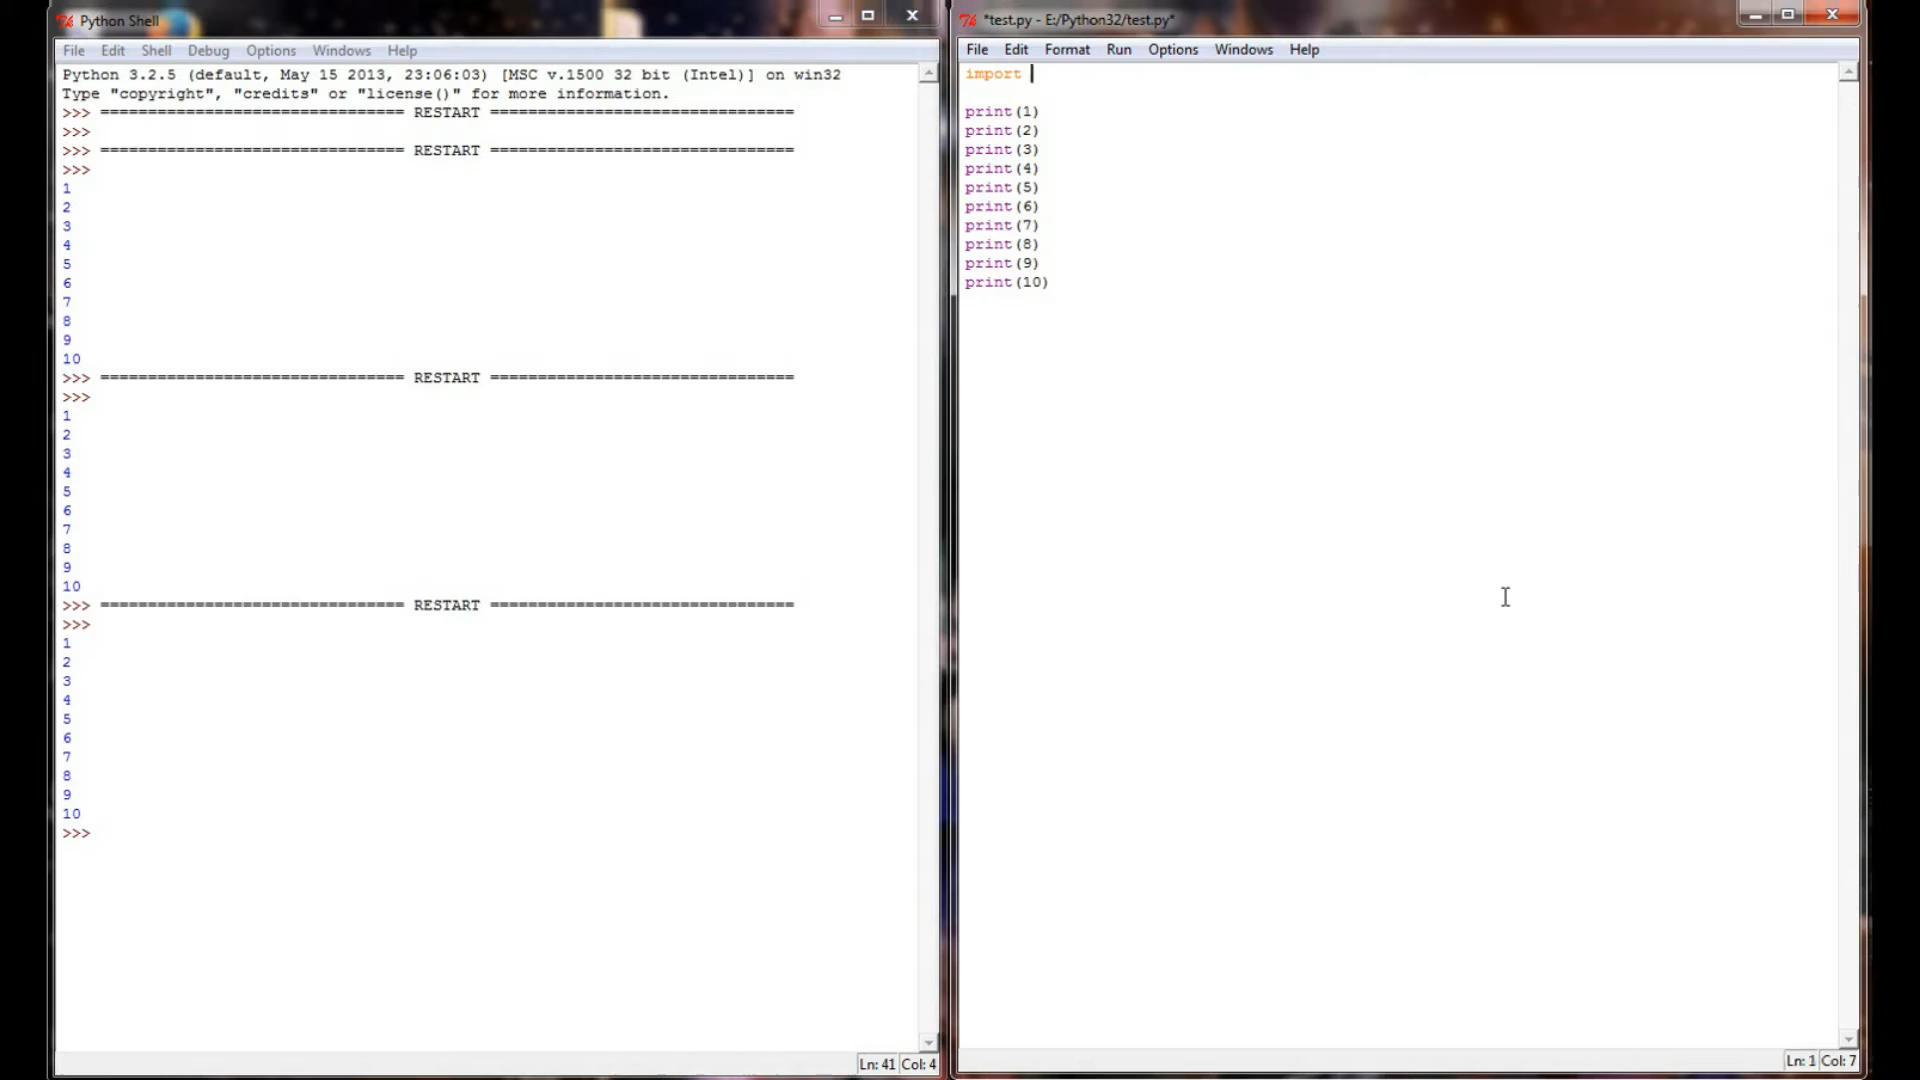 Python Shell
File Edit Shell Debug Options Windows Help
Python 3.2.5 (default, May 15 2013, 23:06:03) [MSC v.1500 32 bit (Intel)] on win32
Type "copyright", "credits" or "license()" for more information.
>>> ================================ RESTART ================================
>>>
>>> ================================ RESTART ================================
>>>
1
2
3
4
5
6
7
8
9
10
>>> ================================ RESTART ================================
>>>
1
2
3
4
5
6
7
8
9
10
>>> ================================ RESTART ================================
>>>
1
2
3
4
5
6
7
8
9
10
>>>
Ln: 41 Col: 4
*test.py - E:/Python32/test.py*
File Edit Format Run Options Windows Help
import
print(1)
print(2)
print(3)
print(4)
print(5)
print(6)
print(7)
print(8)
print(9)
print(10)
Ln: 1 Col: 7